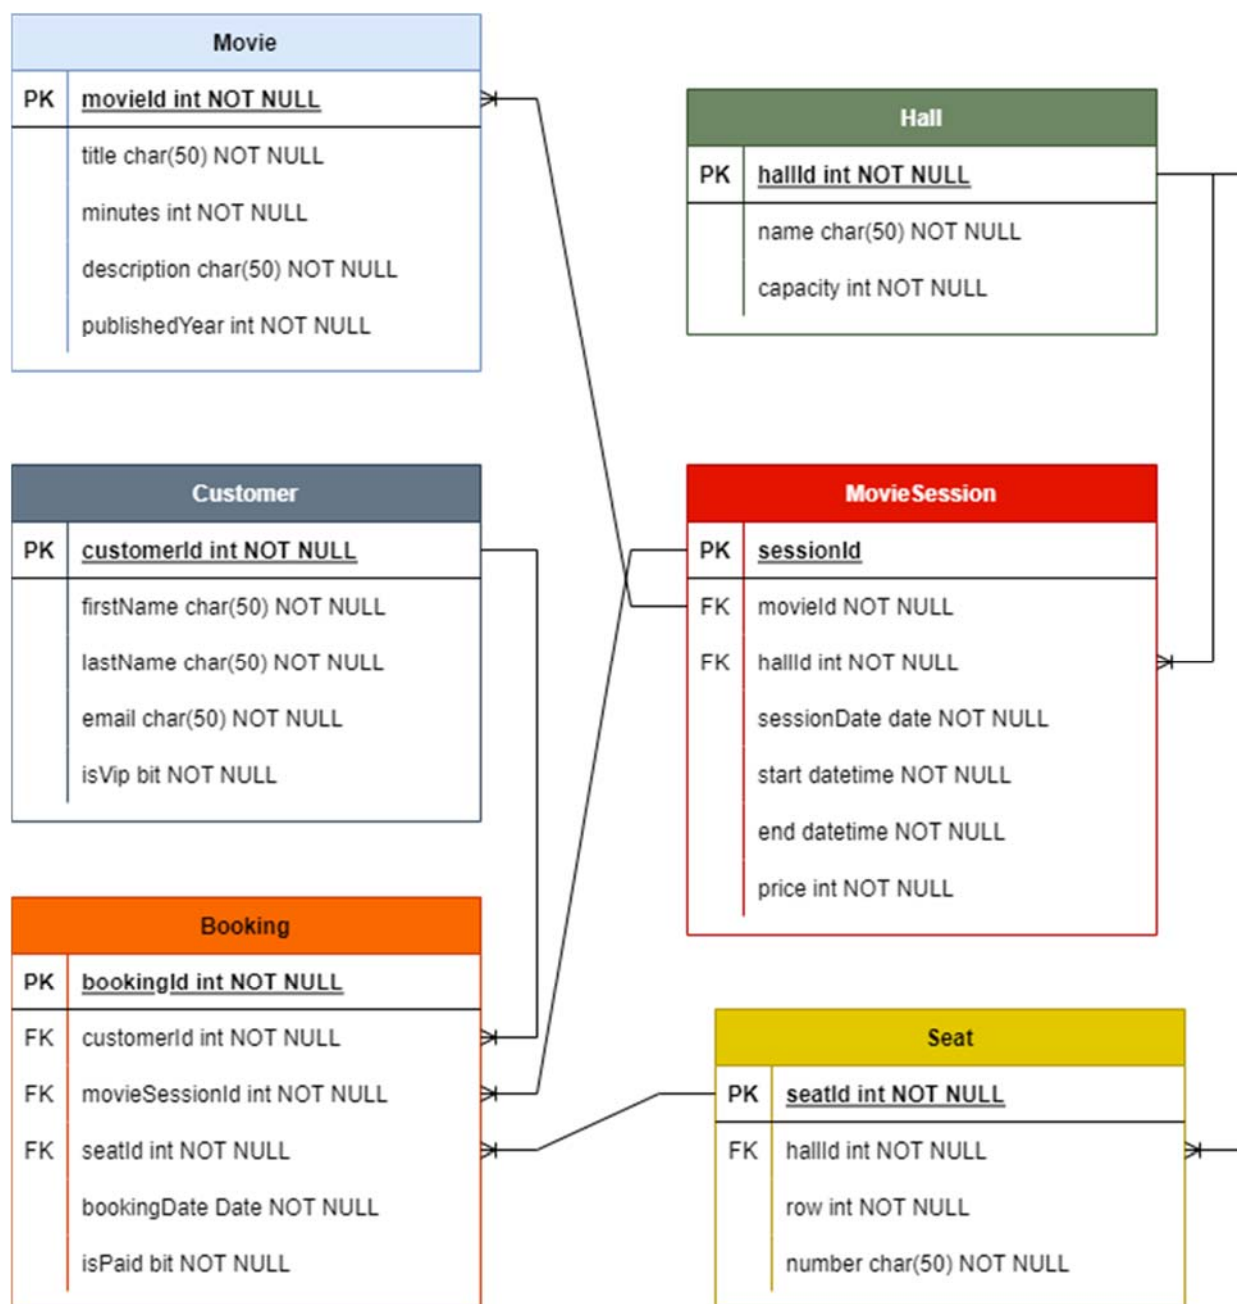 Movie
PK movieId int NOT NULL
title char(50) NOT NULL
minutes int NOT NULL
description char(50) NOT NULL
publishedYear int NOT NULL
Hall
PK hallId int NOT NULL
name char(50) NOT NULL
capacity int NOT NULL
Customer
PK customerId int NOT NULL
firstName char(50) NOT NULL
lastName char(50) NOT NULL
email char(50) NOT NULL
isVip bit NOT NULL
MovieSession
PK sessionId
FK movieId NOT NULL
FK hallId int NOT NULL
sessionDate date NOT NULL
start datetime NOT NULL
end datetime NOT NULL
price int NOT NULL
Booking
PK bookingId int NOT NULL
FK customerId int NOT NULL
FK movieSessionId int NOT NULL
FK seatId int NOT NULL
bookingDate Date NOT NULL
isPaid bit NOT NULL
Seat
PK seatId int NOT NULL
FK hallId int NOT NULL
row int NOT NULL
number char(50) NOT NULL